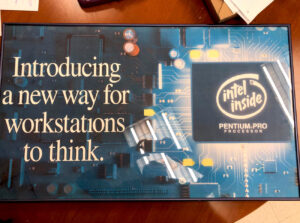 Introducing
a new way for
workstations
to think.
intel
inside
PENTIUM.PRO
PROCESSOR